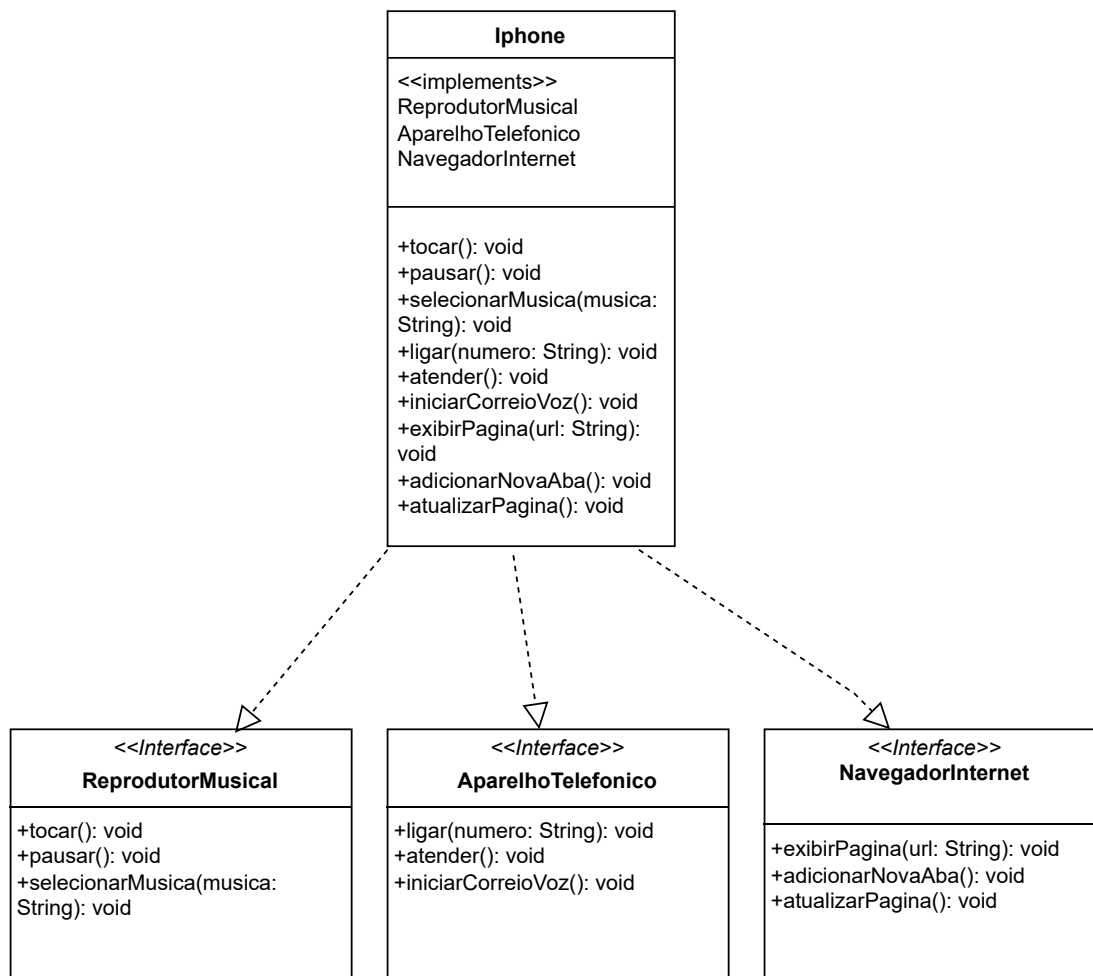 Iphone
<<implements>>
ReprodutorMusical
AparelhoTelefonico
NavegadorInternet
+tocar(): void
+pausar(): void
+selecionarMusica(musica:
String): void
+ligar(numero: String): void
+atender(): void
+iniciarCorreioVoz(): void
+exibirPagina(url: String):
void
+adicionarNovaAba(): void
+atualizarPagina(): void
<<Interface>>
ReprodutorMusical
+tocar(): void
+pausar(): void
+selecionarMusica(musica:
String): void
<<Interface>>
AparelhoTelefonico
+ligar(numero: String): void
+atender(): void
+iniciarCorreioVoz(): void
<<Interface>>
NavegadorInternet
+exibirPagina(url: String): void
+adicionarNovaAba(): void
+atualizarPagina(): void